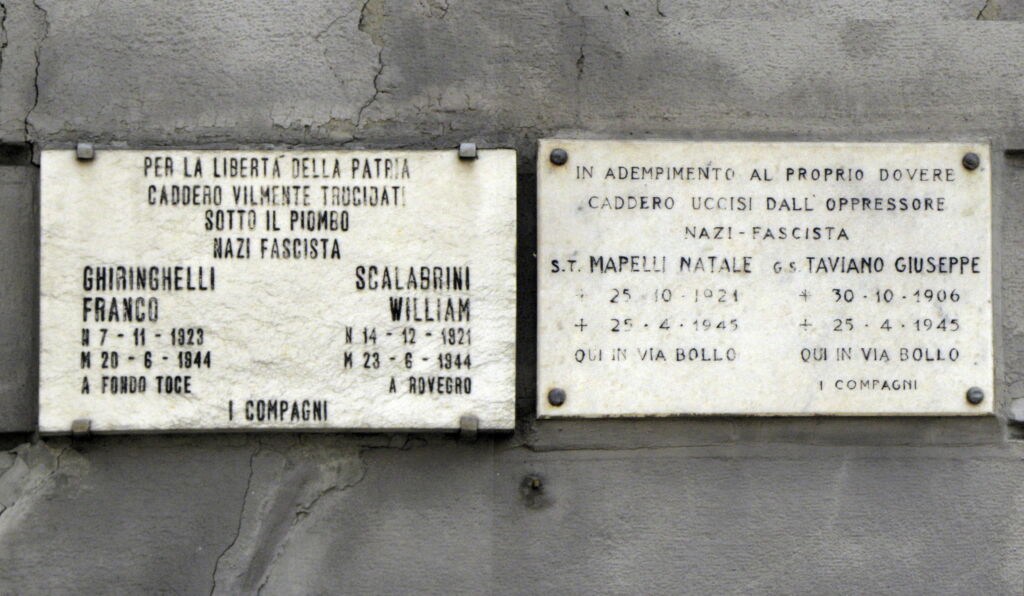 PER LA LIBERTÀ DELLA PATRIA
CADDERO VILMENTE TRUCIDATI
SOTTO IL PIOMBO
NAZI FASCISTA
GHIRINGHELLI
FRANCO
N 7 - 11 - 1923
M 20 - 6 - 1944
A FONDO TOCE
SCALABRINI
WILLIAM
N 14 - 12 - 1921
M 23 - 6 - 1944
A ROVEGRO
I COMPAGNI
IN ADEMPIMENTO AL PROPRIO DOVERE
CADDERO UCCISI DALL'OPPRESSORE
NAZI-FASCISTA
S.T. MAPELLI NATALE
+ 25·10·1921
+ 25·4·1945
QUI IN VIA BOLLO
G.S. TAVIANO GIUSEPPE
+ 30·10·1906
+ 25·4·1945
QUI IN VIA BOLLO
I COMPAGNI